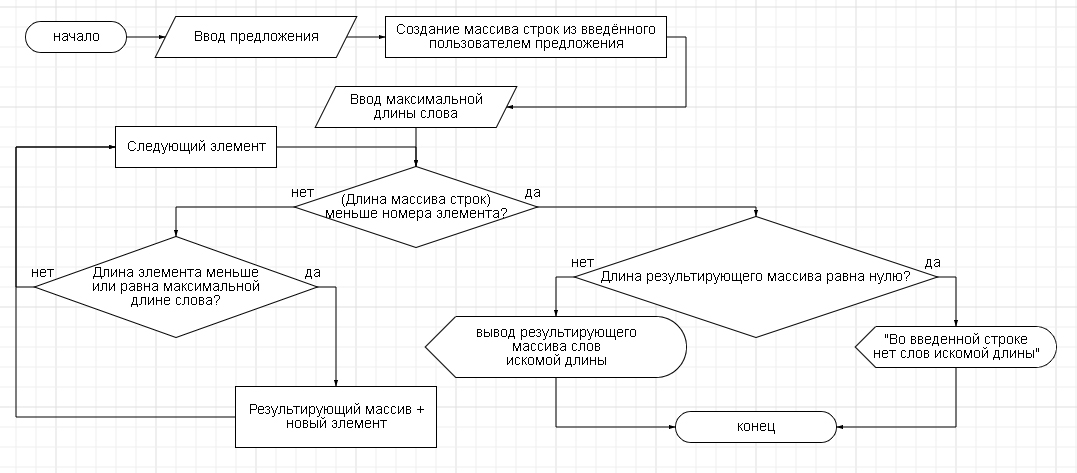 начало
Ввод предложения
Создание массива строк из введённого
пользователем предложения
Ввод максимальной
длины слова
Следующий элемент
нет
(Длина массива строк)
меньше номера элемента?
да
нет
Длина элемента меньше
или равна максимальной
длине слова?
да
нет
Длина результирующего массива равна нулю?
да
вывод результирующего
массива слов
искомой длины
"Во введенной строке
нет слов искомой длины"
Результирующий массив +
новый элемент
конец